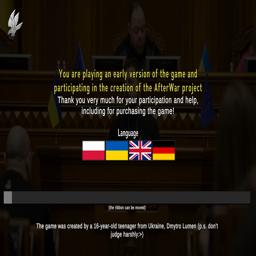 You are playing an early version of the game and
participating in the creation of the AfterWar project
Thank you very much for your participation and help,
including for purchasing the game!
Language
(the ribbon can be moved)
The game was created by a 16-year-old teenager from Ukraine, Dmytro Lumen (p.s. don't
judge harshly:>)